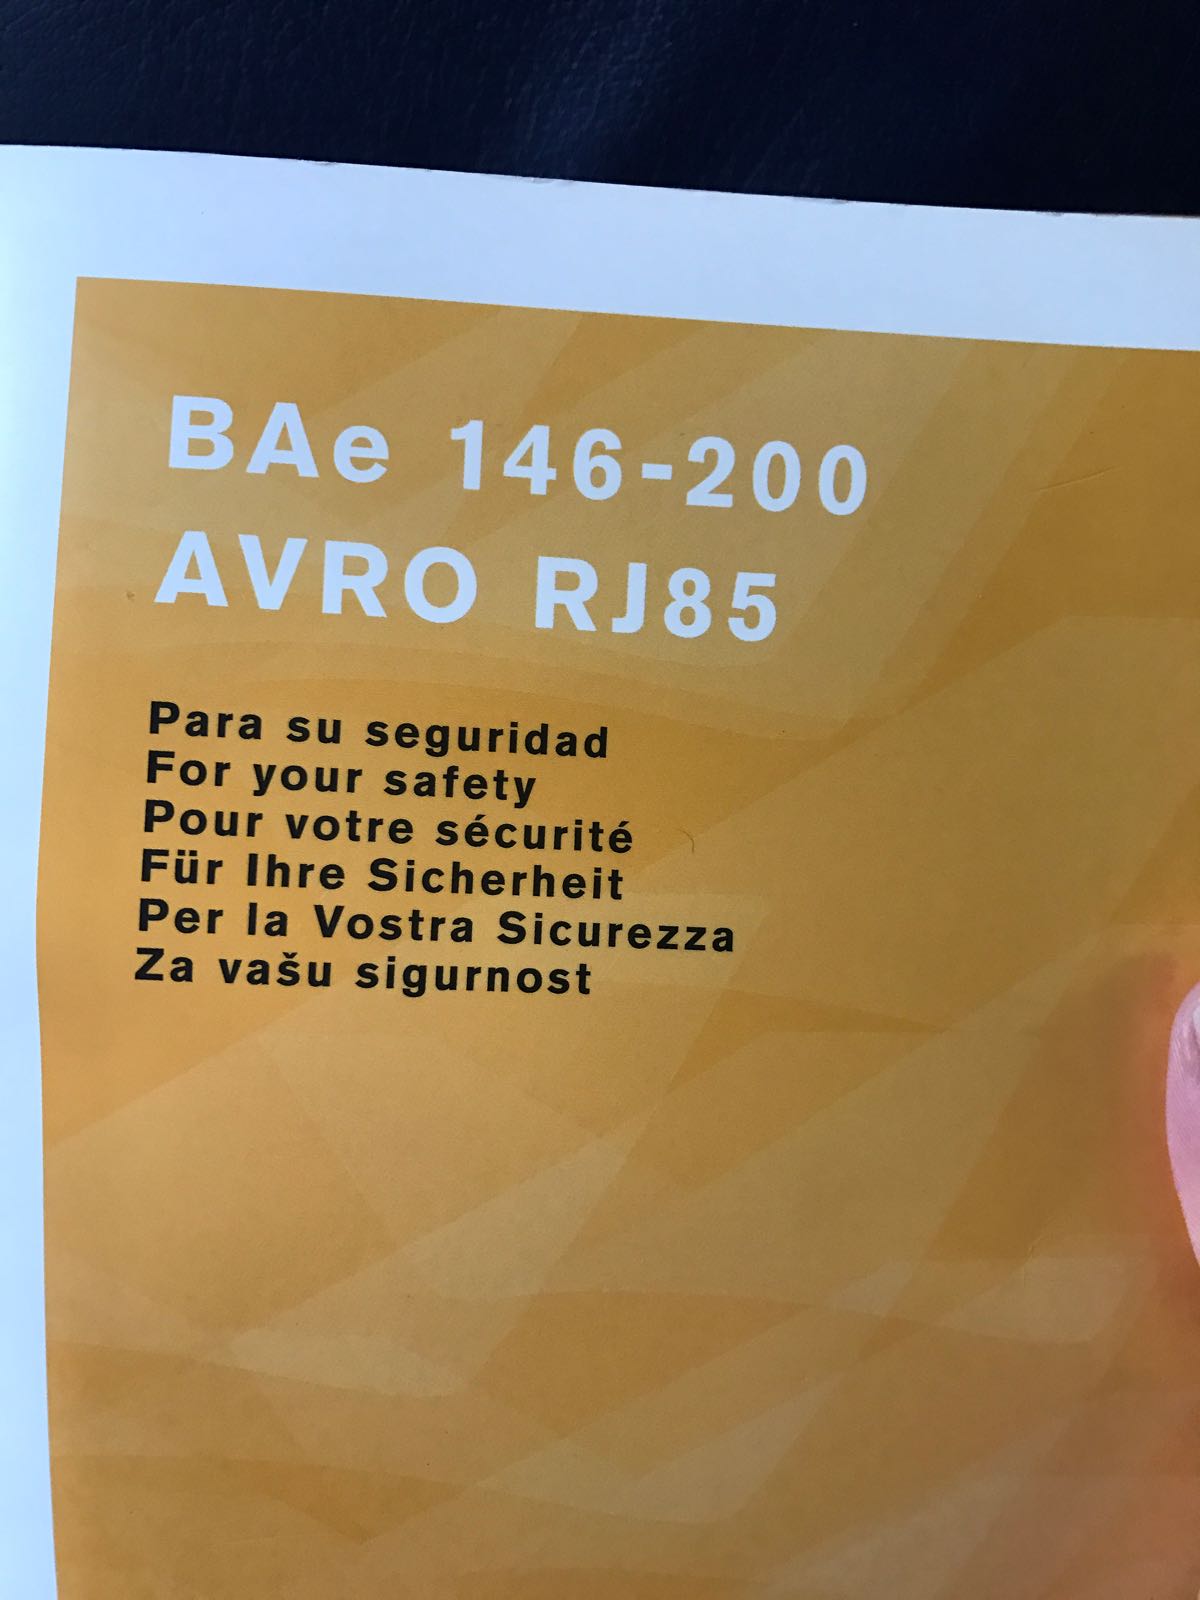 BAe 146-200
AVRO RJ85
Para su seguridad
For your safety
Pour votre sécurité
Für Ihre Sicherheit
Per la Vostra Sicurezza
Za vašu sigurnost